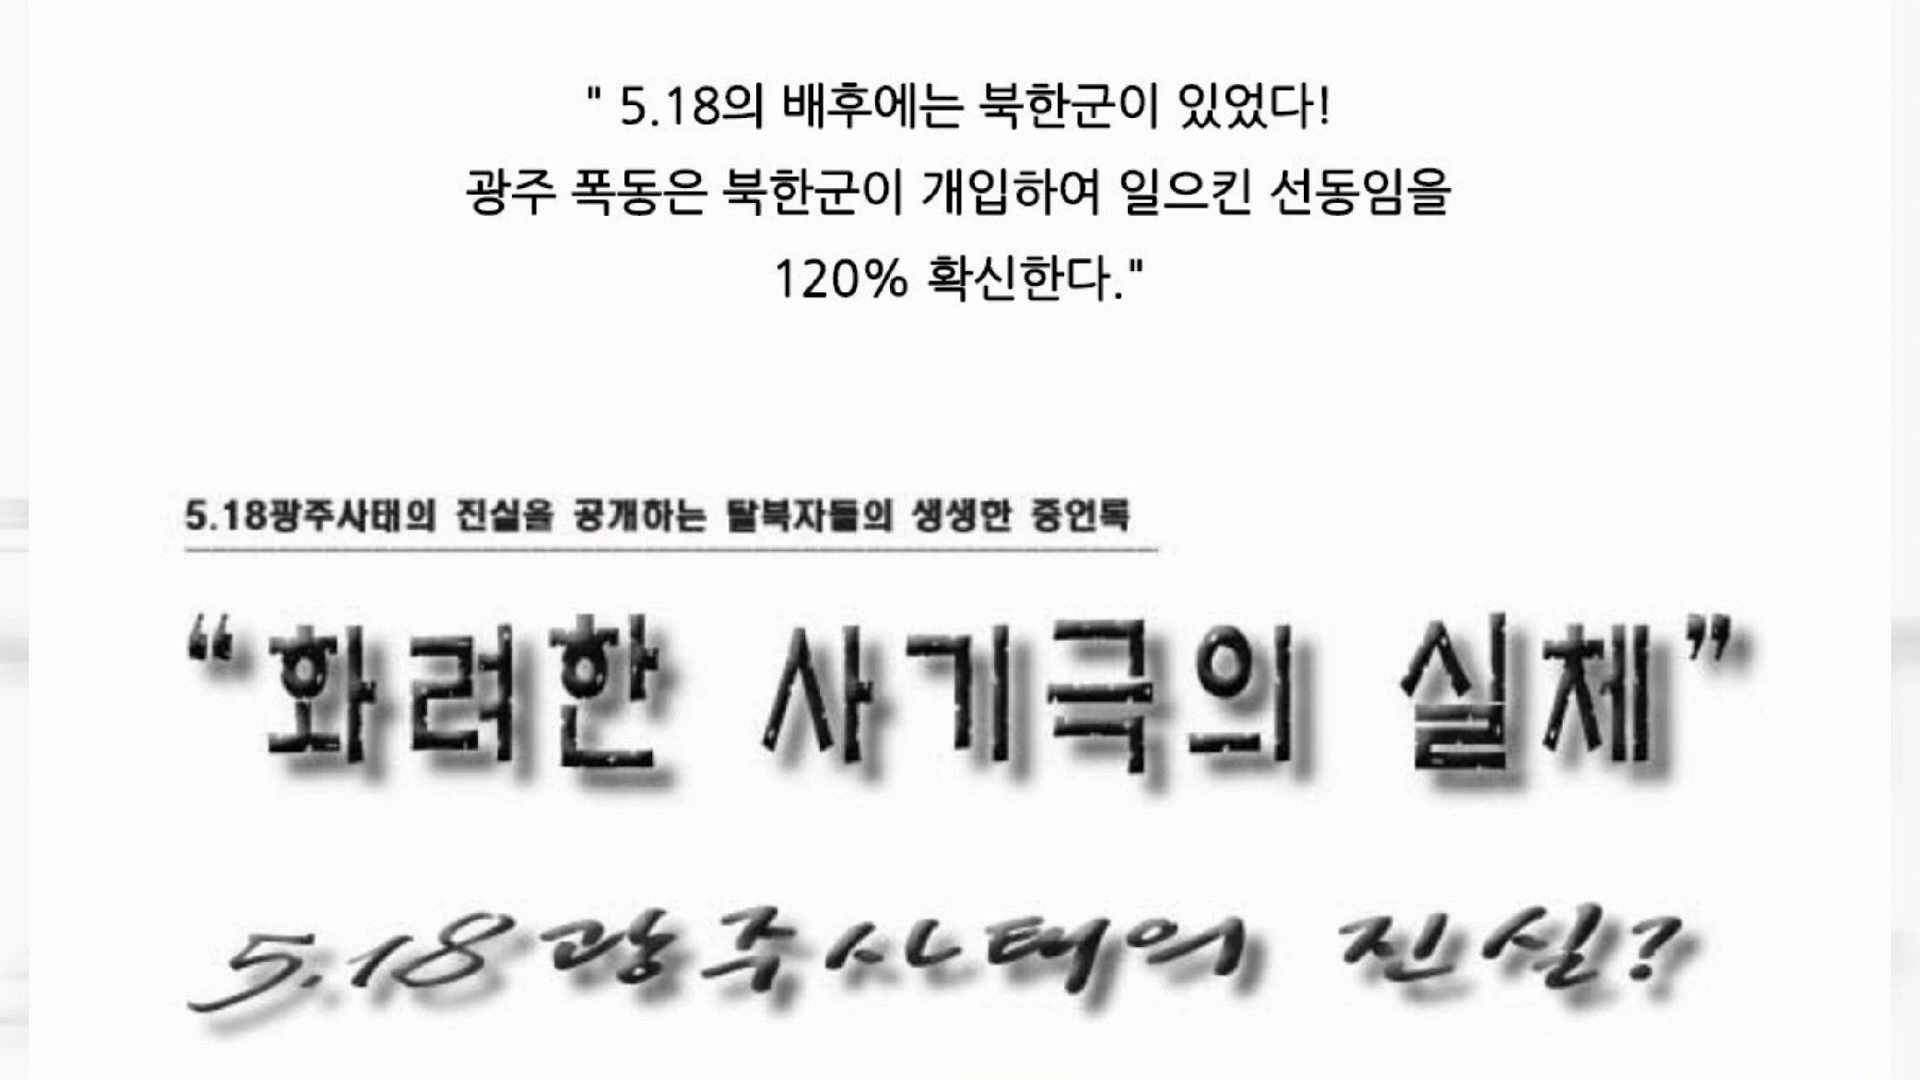 " 5.18의 배후에는 북한군이 있었다!
광주 폭동은 북한군이 개입하여 일으킨 선동임을
120% 확신한다."
5.18광주사태의 진실을 공개하는 탈북자들의 생생한 증언록
“화려한 사기극의 실체”
5.18광주사태의 진실?